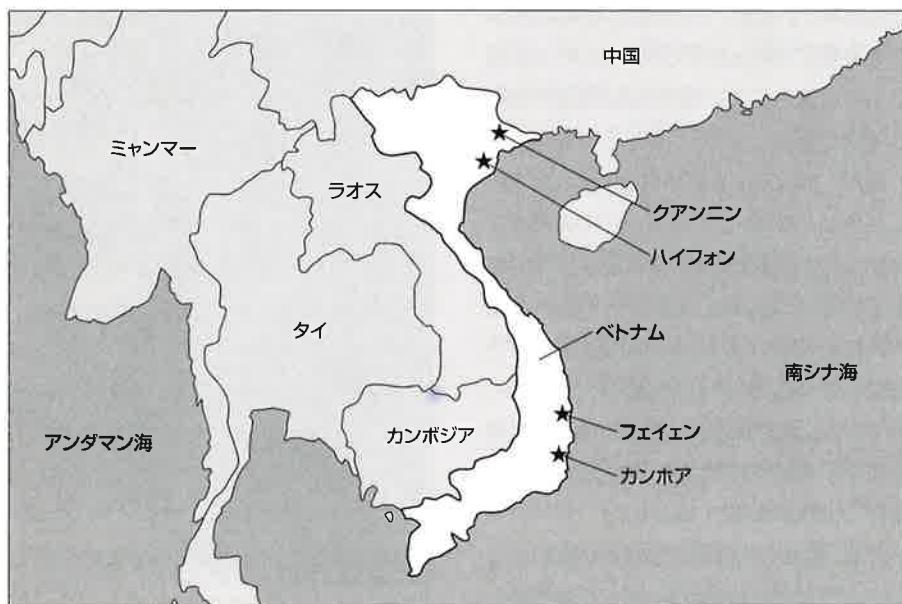 中国
ミャンマー
ラオス
クアンニン
ハイフォン
タイ
ベトナム
南シナ海
カンボジア
フェイェン
アンダマン海
カンホア